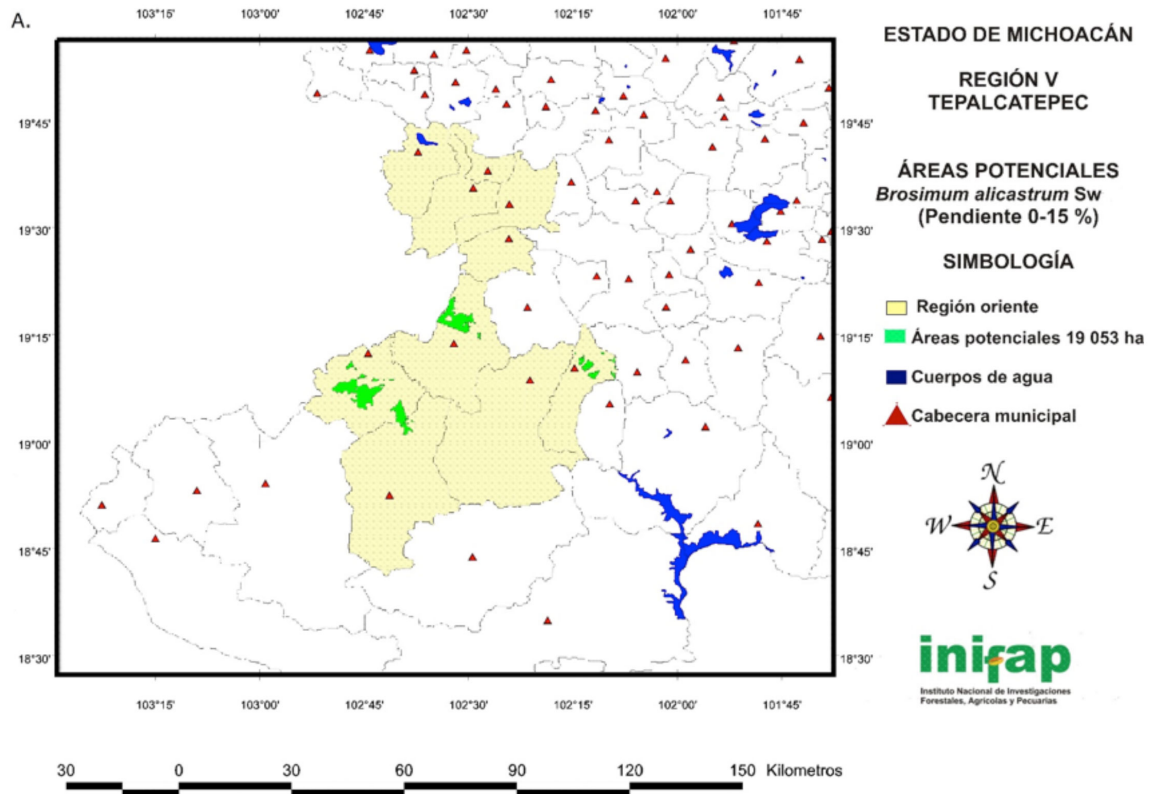 A.
103°15' 103°00' 102°45' 102°30' 102°15' 102°00' 101°45'
19°45' 19°45'
19°30' 19°30'
19°15' 19°15'
19°00' 19°00'
18°45' 18°45'
18°30' 18°30'
103°15' 103°00' 102°45' 102°30' 102°15' 102°00' 101°45'
30 0 30 60 90 120 150 Kilometros
ESTADO DE MICHOACÁN
REGIÓN V
TEPALCATEPEC
ÁREAS POTENCIALES
Brosimum alicastrum Sw
(Pendiente 0-15 %)
SIMBOLOGÍA
Región oriente
Áreas potenciales 19 053 ha
Cuerpos de agua
Cabecera municipal
N
W E
S
inifap
Instituto Nacional de Investigaciones
Forestales, Agrícolas y Pecuarias